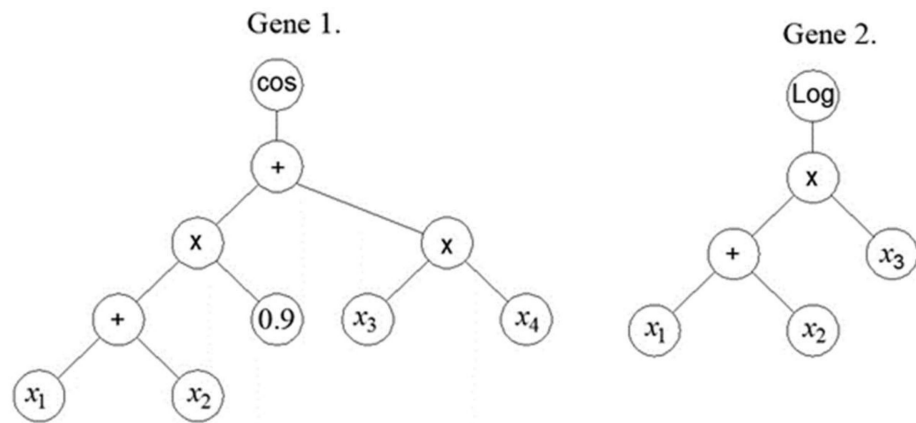 Gene 1.
Gene 2.
cos
Log
+
x
x
x
+
x3
+
0.9
x3
x4
x1
x2
x1
x2